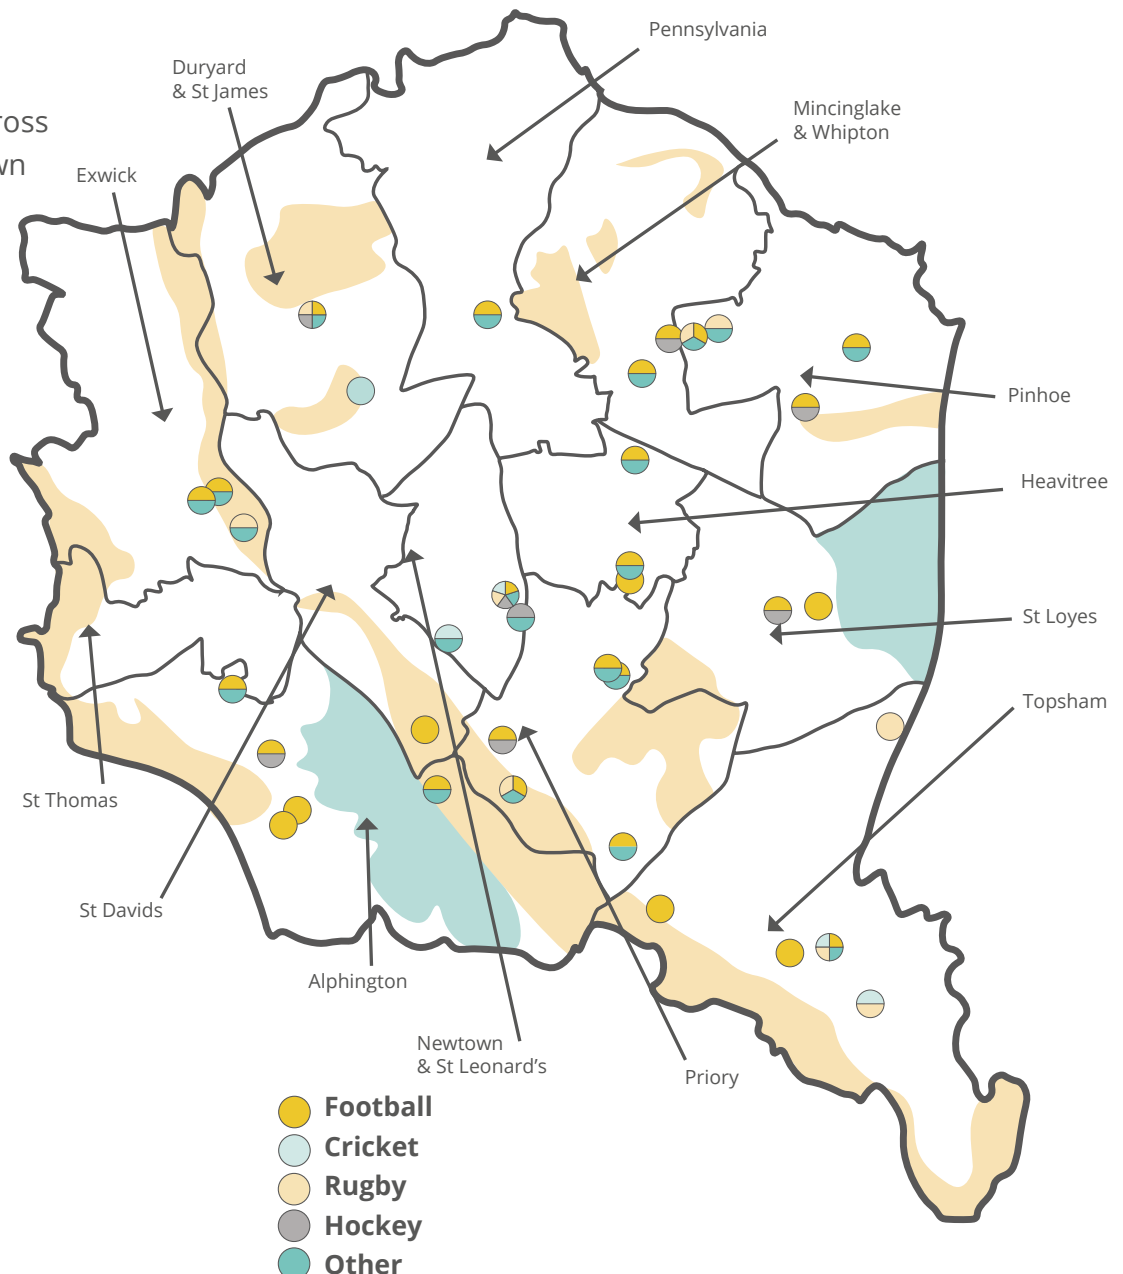 Pennsylvania
Duryard
& St James
Mincinglake
& Whipton
Exwick
Pinhoe
Heavitree
St Loyes
Topsham
St Thomas
St Davids
Alphington
Newtown
& St Leonard's
Priory
Football
Cricket
Rugby
Hockey
Other